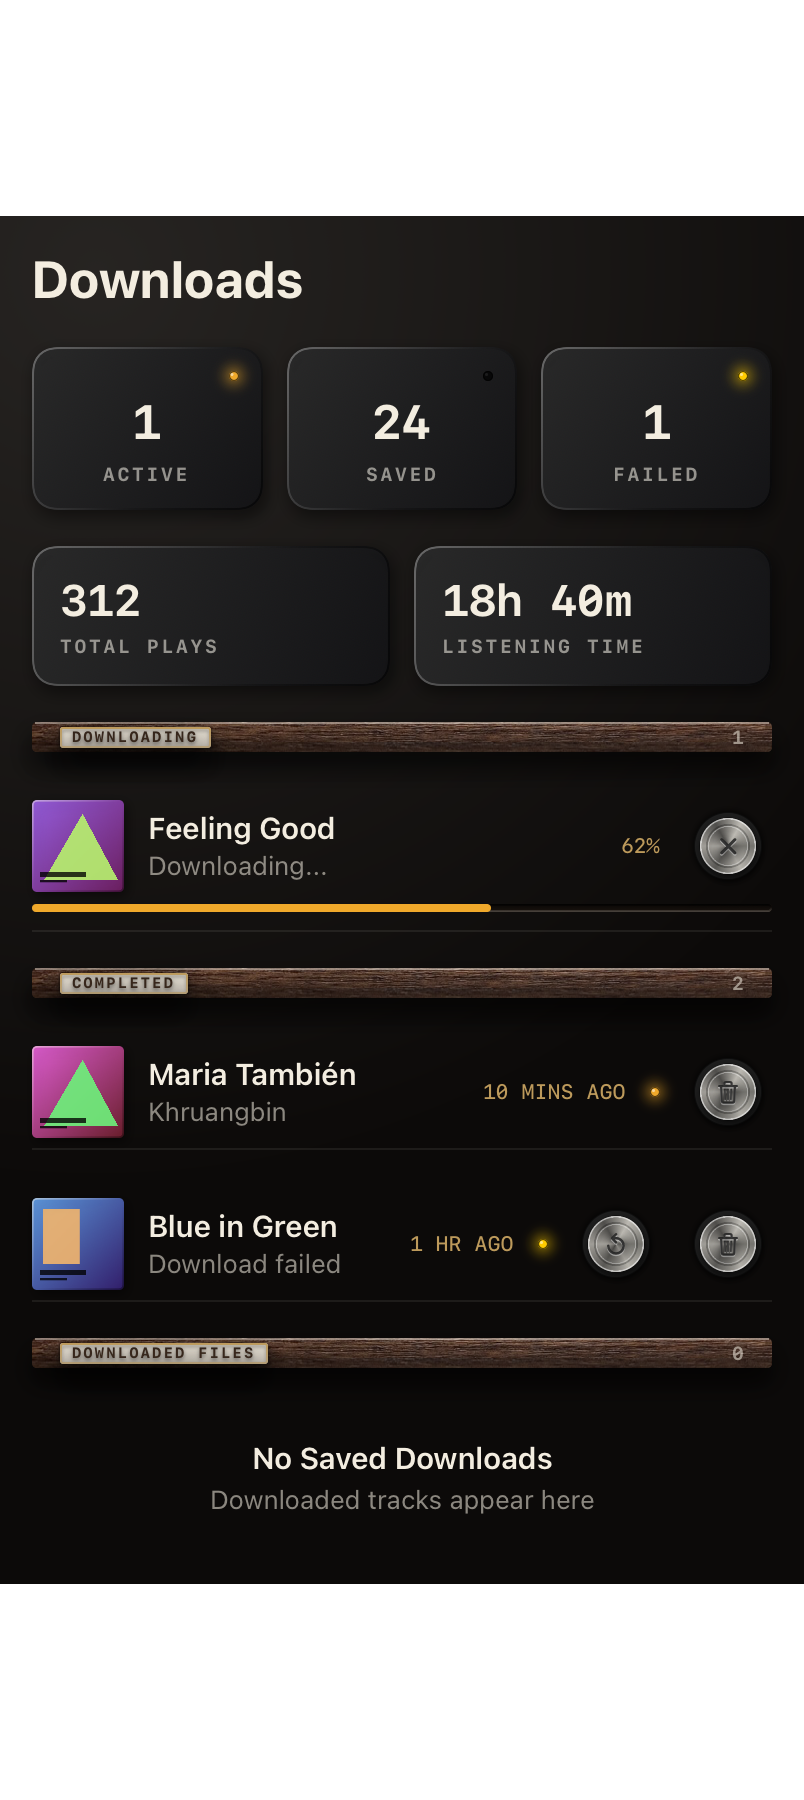 Downloads
1
ACTIVE
24
SAVED
1
FAILED
312
TOTAL PLAYS
18h 40m
LISTENING TIME
DOWNLOADING 1
Feeling Good
Downloading...
62%
COMPLETED 2
Maria También
Khruangbin
10 MINS AGO
Blue in Green
Download failed
1 HR AGO
DOWNLOADED FILES 0
No Saved Downloads
Downloaded tracks appear here